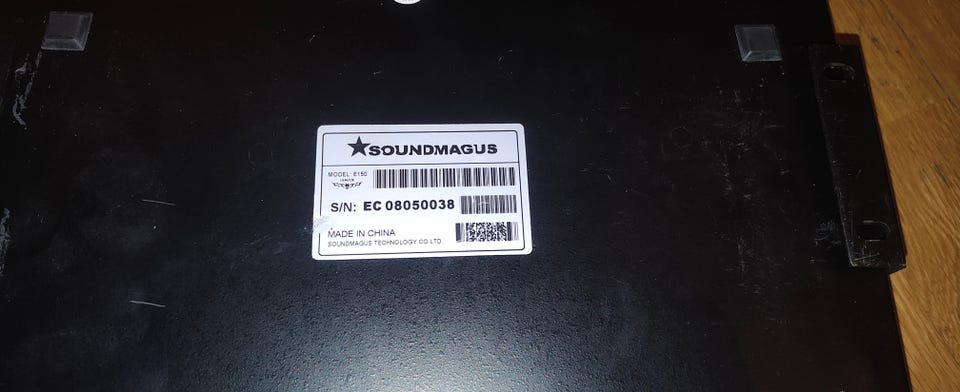 ★SOUNDMAGUS
MODEL: E150
S/N: EC 08050038
MADE IN CHINA
SOUNDMAGUS TECHNOLOGY CO LTD.